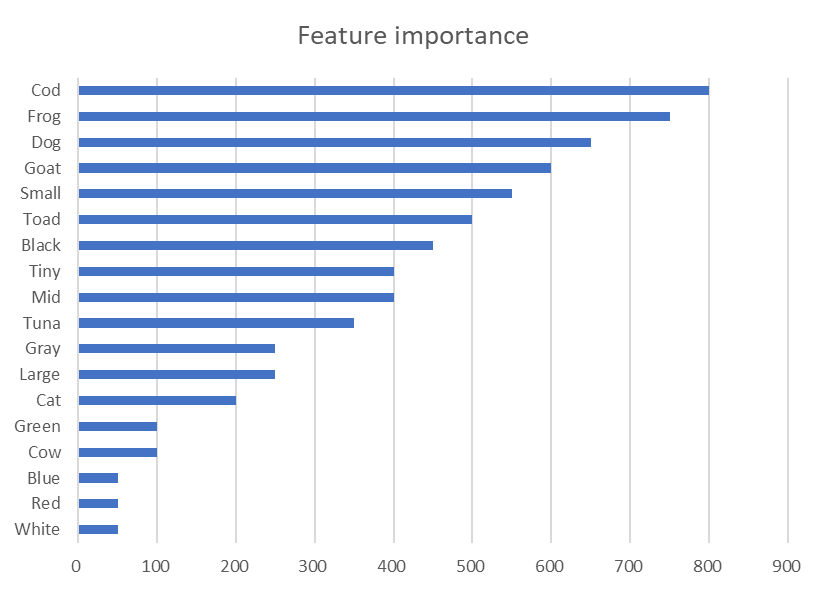 Feature importance
Cod
Frog
Dog
Goat
Small
Toad
Black
Tiny
Mid
Tuna
Gray
Large
Cat
Green
Cow
Blue
Red
White
0 100 200 300 400 500 600 700 800 900